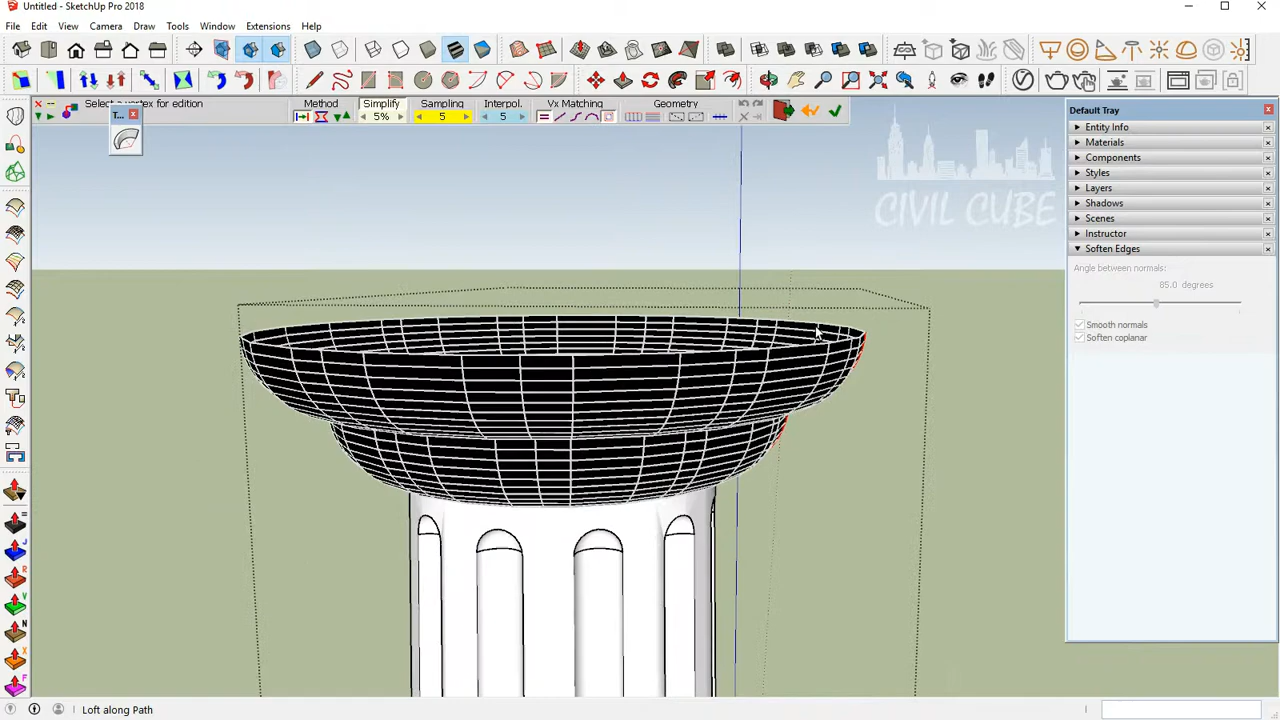 Untitled - SketchUp Pro 2018
File Edit View Camera Draw Tools Window Extensions Help
Select a vertex for edition
Method Simplify Sampling Interpol. Vx Matching Geometry
5% 5 5
T...
CIVIL CUBE
Default Tray
Entity Info
Materials
Components
Styles
Layers
Shadows
Scenes
Instructor
Soften Edges
Angle between normals:
85.0 degrees
Smooth normals
Soften coplanar
Loft along Path